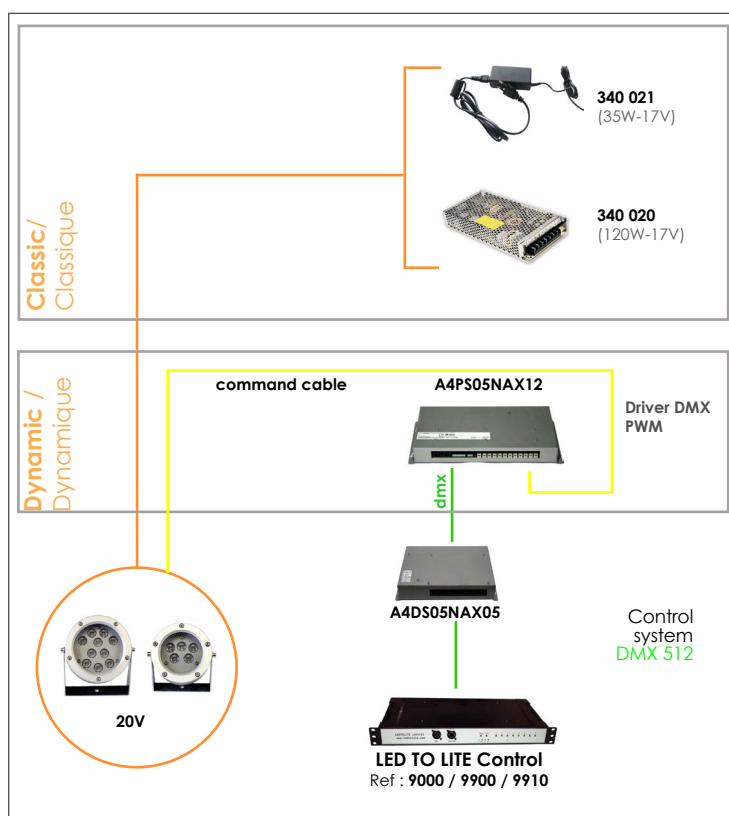 340 021
(35W-17V)
340 020
(120W-17V)
Classic/
Classique
command cable
A4PS05NAX12
Driver DMX
PWM
Dynamic /
Dynamique
dmx
A4DS05NAX05
Control
system
DMX 512
20V
LED TO LITE Control
Ref : 9000 / 9900 / 9910